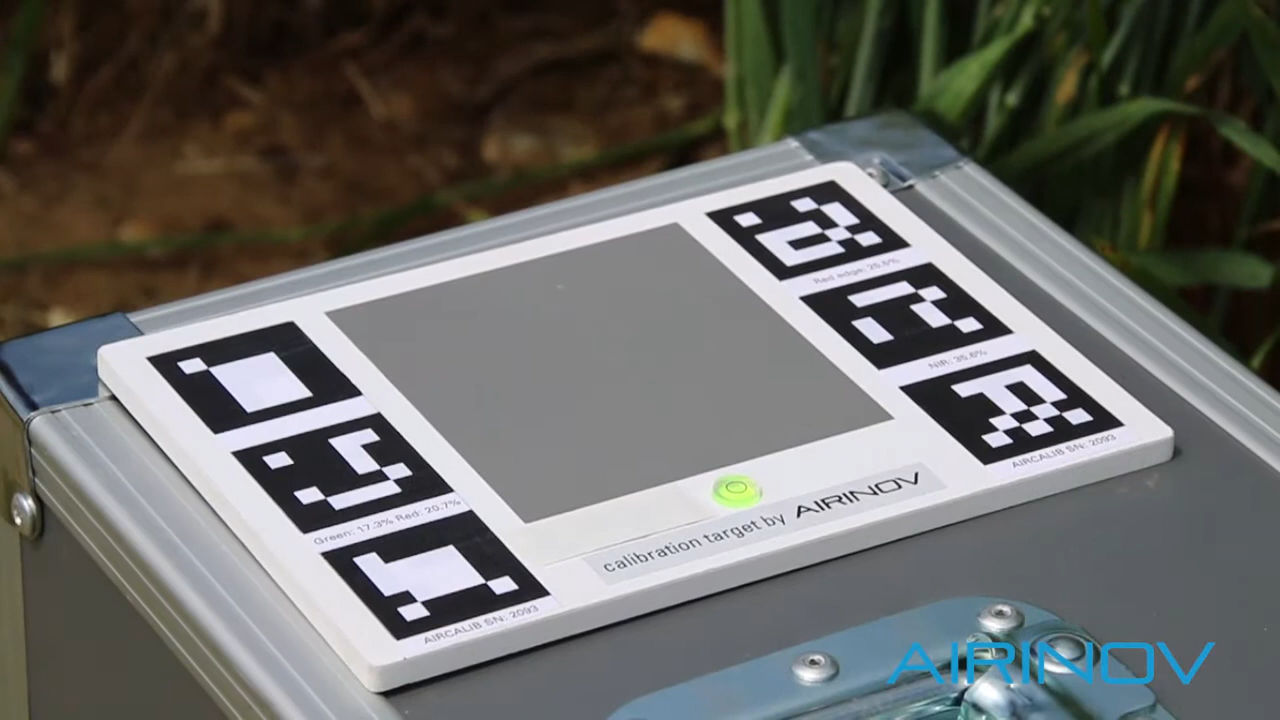 Red edge: 25.5%
NIR: 35.6%
AIRCALIB SN: 2093
Green: 17.3% Red: 20.7%
AIRCALIB SN: 2093
calibration target by AIRINOV
AIRINOV